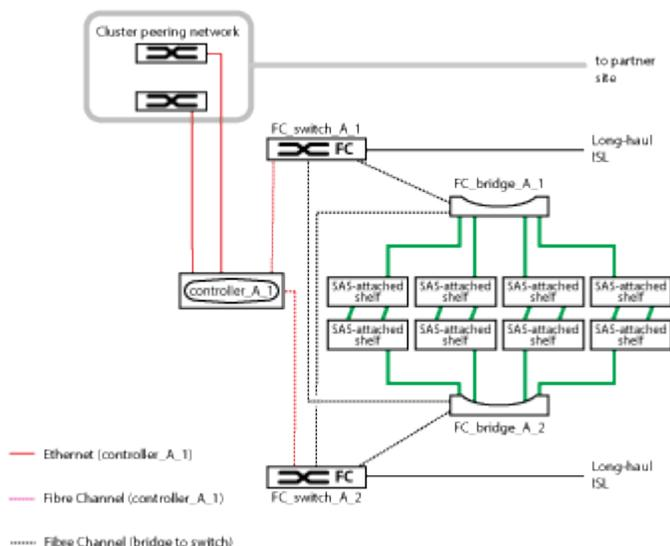 Cluster peering network
to partner
site
FC_switch_A_1
FC
Long-haul
ISL
FC_bridge_A_1
controller_A_1
SAS-attached
shelf
SAS-attached
shelf
SAS-attached
shelf
SAS-attached
shelf
SAS-attached
shelf
SAS-attached
shelf
SAS-attached
shelf
SAS-attached
shelf
FC_bridge_A_2
Ethernet (controller_A_1)
FC
FC_switch_A_2
Long-haul
ISL
Fibre Channel (controller_A_1)
Fibre Channel (bridge to switch)